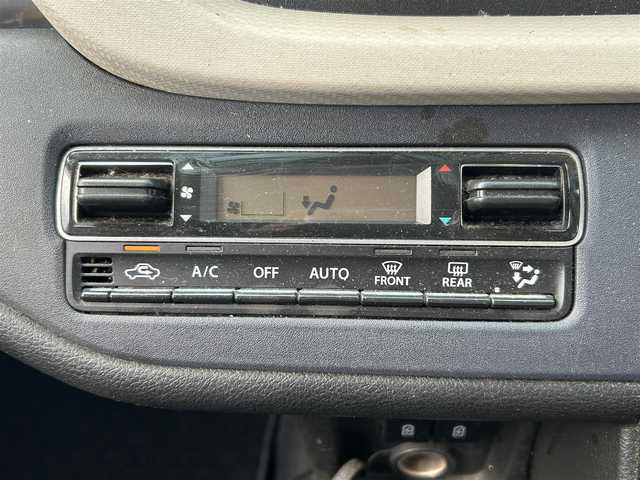 A/C OFF AUTO FRONT REAR